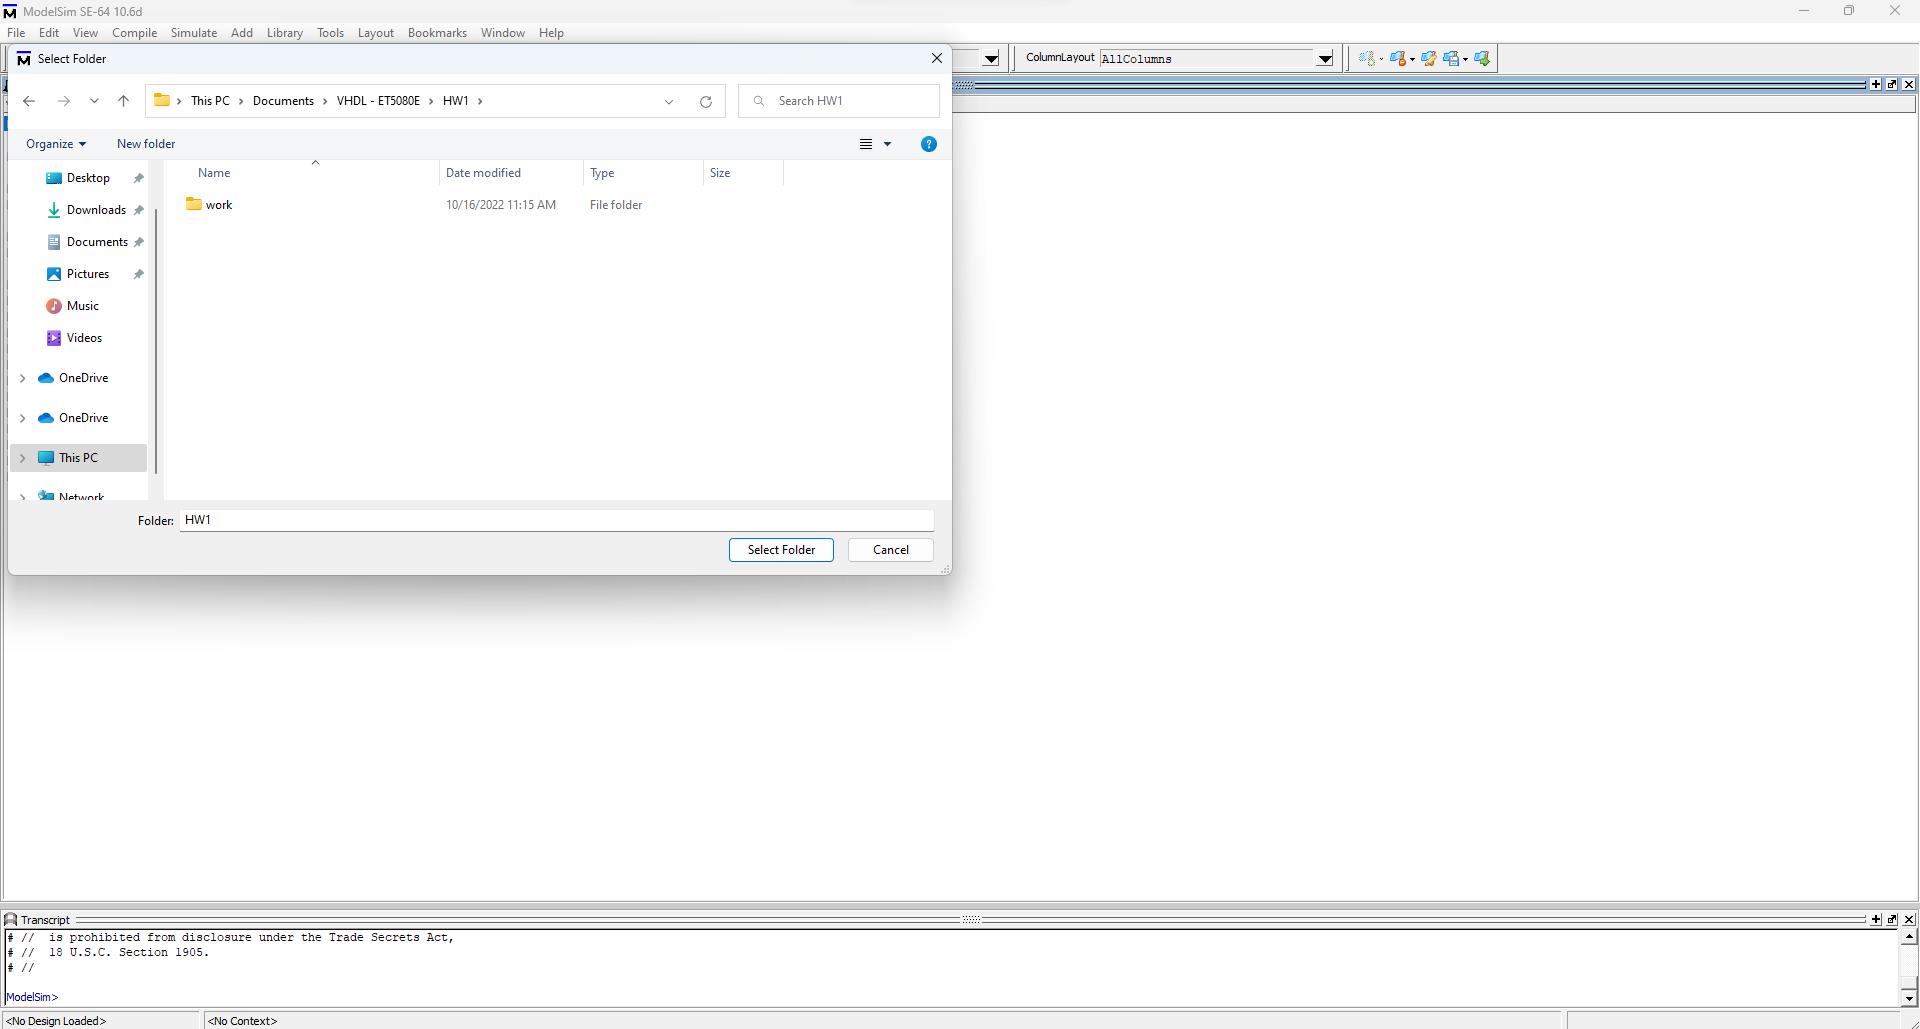 ModelSim SE-64 10.6d
File Edit View Compile Simulate Add Library Tools Layout Bookmarks Window Help
Select Folder
ColumnLayout AllColumns
This PC > Documents > VHDL - ET5080E > HW1 >
Search HW1
Organize New folder
Name Date modified Type Size
Desktop
work 10/16/2022 11:15 AM File folder
Downloads
Documents
Pictures
Music
Videos
OneDrive
OneDrive
This PC
Network
Folder: HW1
Select Folder Cancel
Transcript
# // is prohibited from disclosure under the Trade Secrets Act,
# // 18 U.S.C. Section 1905.
# //
ModelSim>
<No Design Loaded> <No Context>